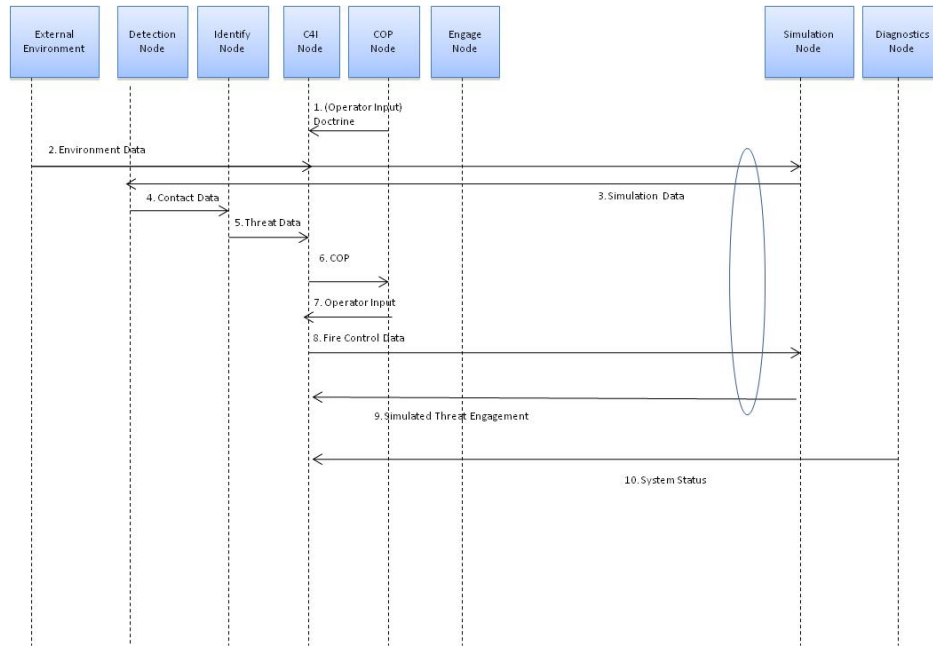 External
Environment
Detection
Node
Identify
Node
C4I
Node
COP
Node
Engage
Node
Simulation
Node
Diagnostics
Node
1. (Operator Input)
Doctrine
2. Environment Data
3. Simulation Data
4. Contact Data
5. Threat Data
6. COP
7. Operator Input
8. Fire Control Data
9. Simulated Threat Engagement
10. System Status